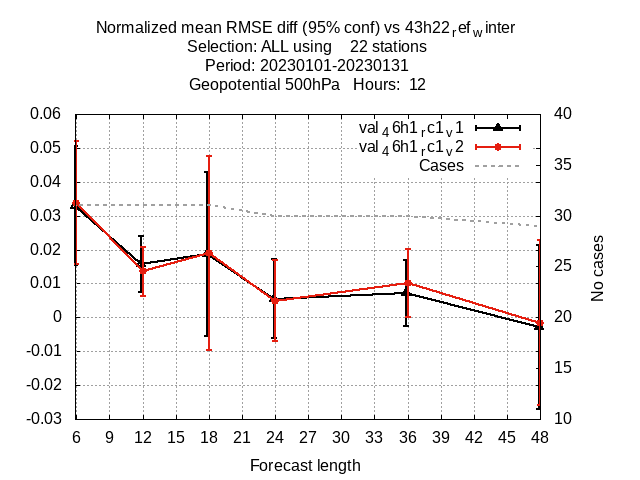 Normalized mean RMSE diff (95% conf) vs 43h22ref_winter
Selection: ALL using 22 stations
Period: 20230101-20230131
Geopotential 500hPa Hours: 12
0.06
0.05
0.04
0.03
0.02
0.01
0
-0.01
-0.02
-0.03
40
35
30
25
20
15
10
val46h1rc1v1
val46h1rc1v2
Cases
No cases
6 9 12 15 18 21 24 27 30 33 36 39 42 45 48
Forecast length